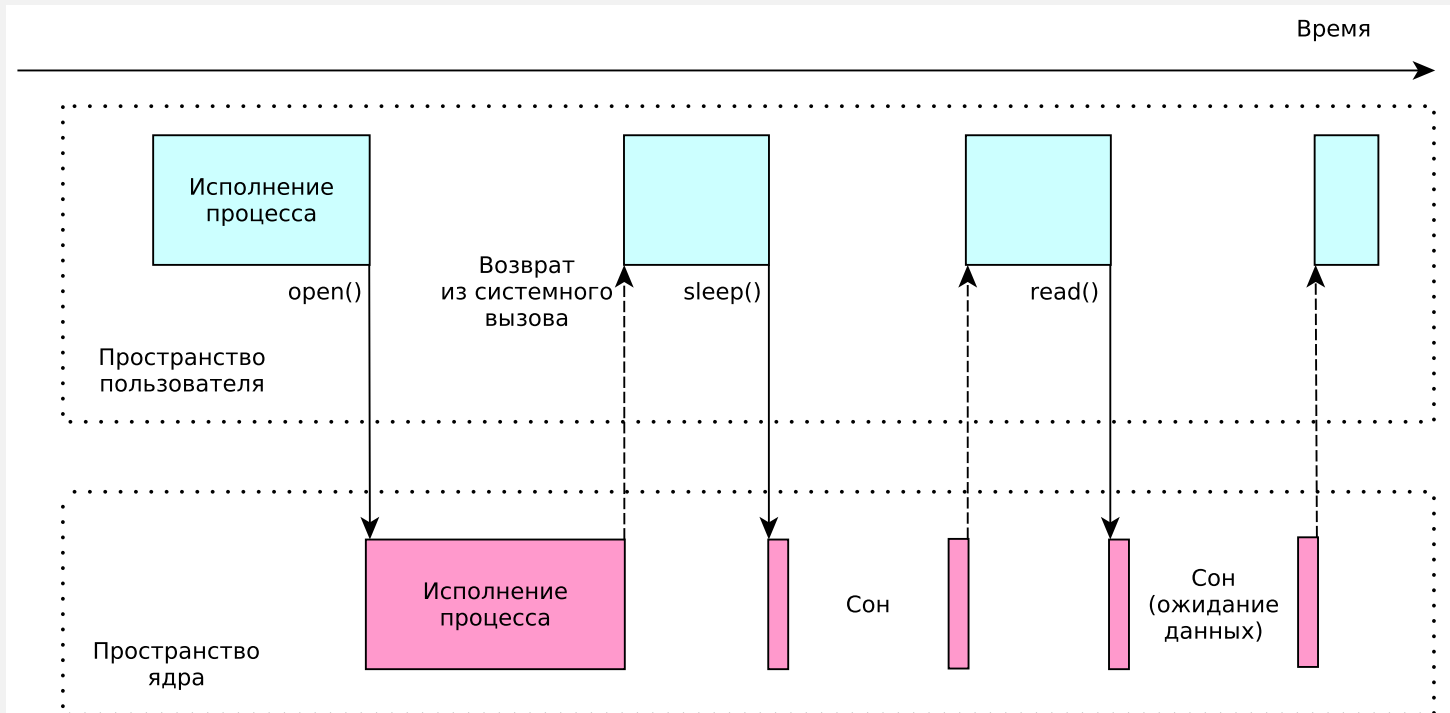 Время
Исполнение
процесса
Возврат
из системного
вызова
open()
sleep()
read()
Пространство
пользователя
Исполнение
процесса
Сон
Сон
(ожидание
данных)
Пространство
ядра